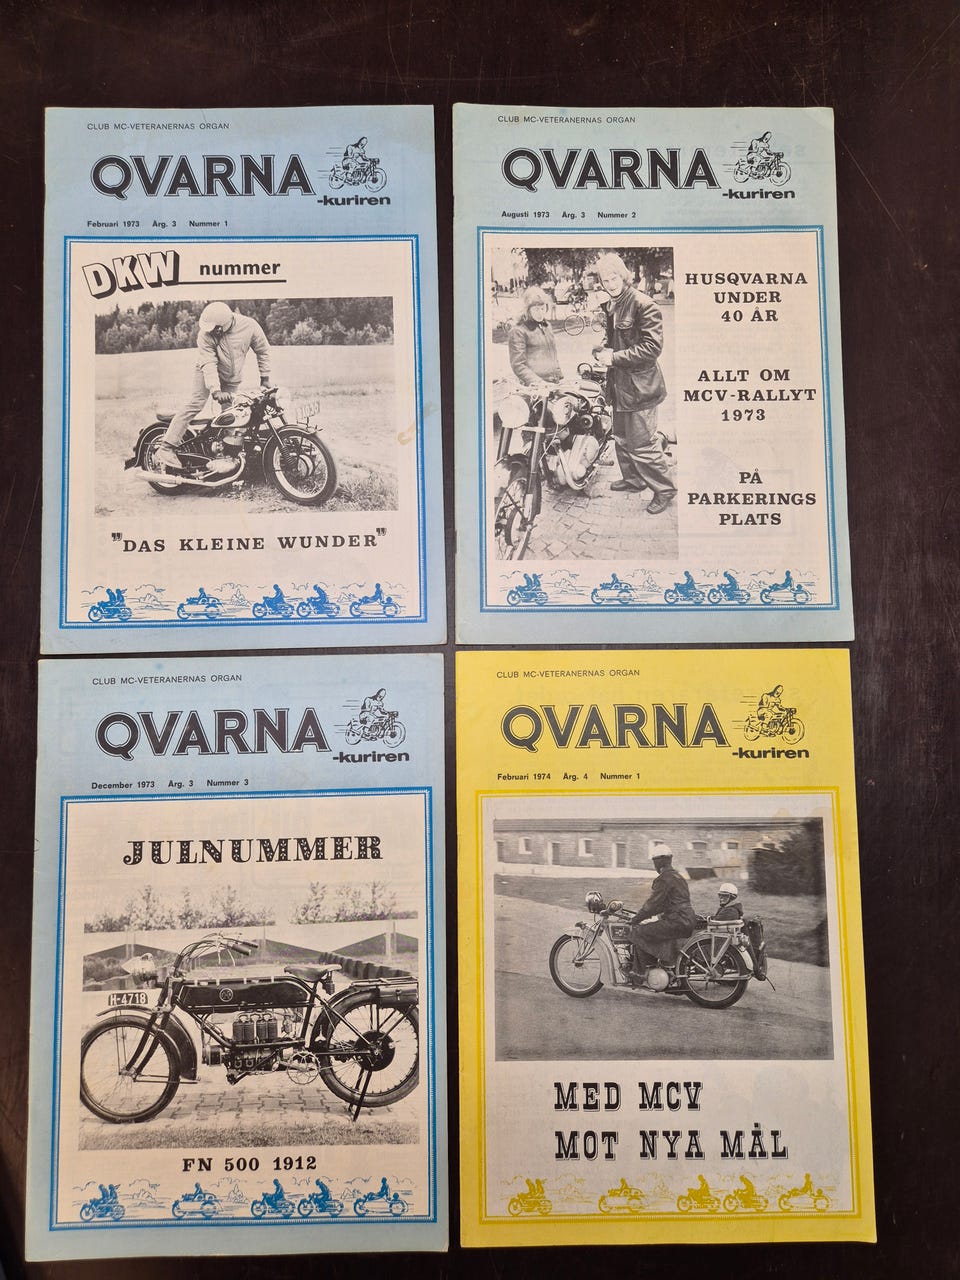 CLUB MC-VETERANERNAS ORGAN
QVARNA
-kuriren
Februari 1973 Årg. 3 Nummer 1
DKW nummer
DKW
"DAS KLEINE WUNDER"
CLUB MC-VETERANERNAS ORGAN
QVARNA
-kuriren
Augusti 1973 Årg. 3 Nummer 2
HUSQVARNA
UNDER
40 ÅR
ALLT OM
MCV-RALLYT
1973
PÅ
PARKERINGS
PLATS
CLUB MC-VETERANERNAS ORGAN
QVARNA
-kuriren
December 1973 Årg. 3 Nummer 3
JULNUMMER
H-4718
FN 500 1912
CLUB MC-VETERANERNAS ORGAN
QVARNA
-kuriren
Februari 1974 Årg. 4 Nummer 1
MED MCV
MOT NYA MÅL